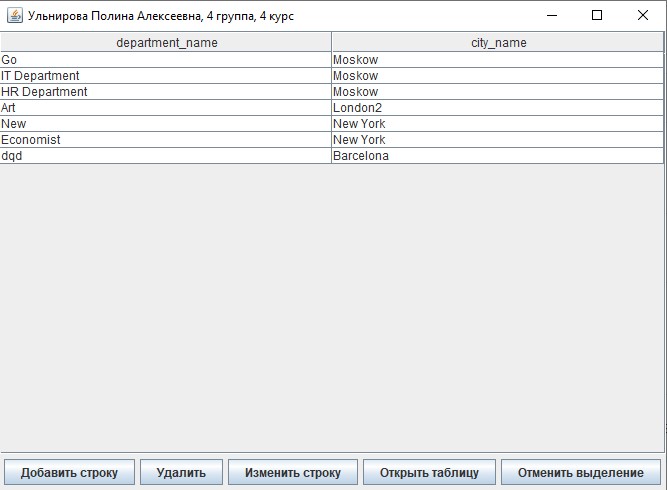 Ульнирова Полина Алексеевна, 4 группа, 4 курс
department_name city_name
Go Moskow
IT Department Moskow
HR Department Moskow
Art London2
New New York
Economist New York
dqd Barcelona
Добавить строку Удалить Изменить строку Открыть таблицу Отменить выделение